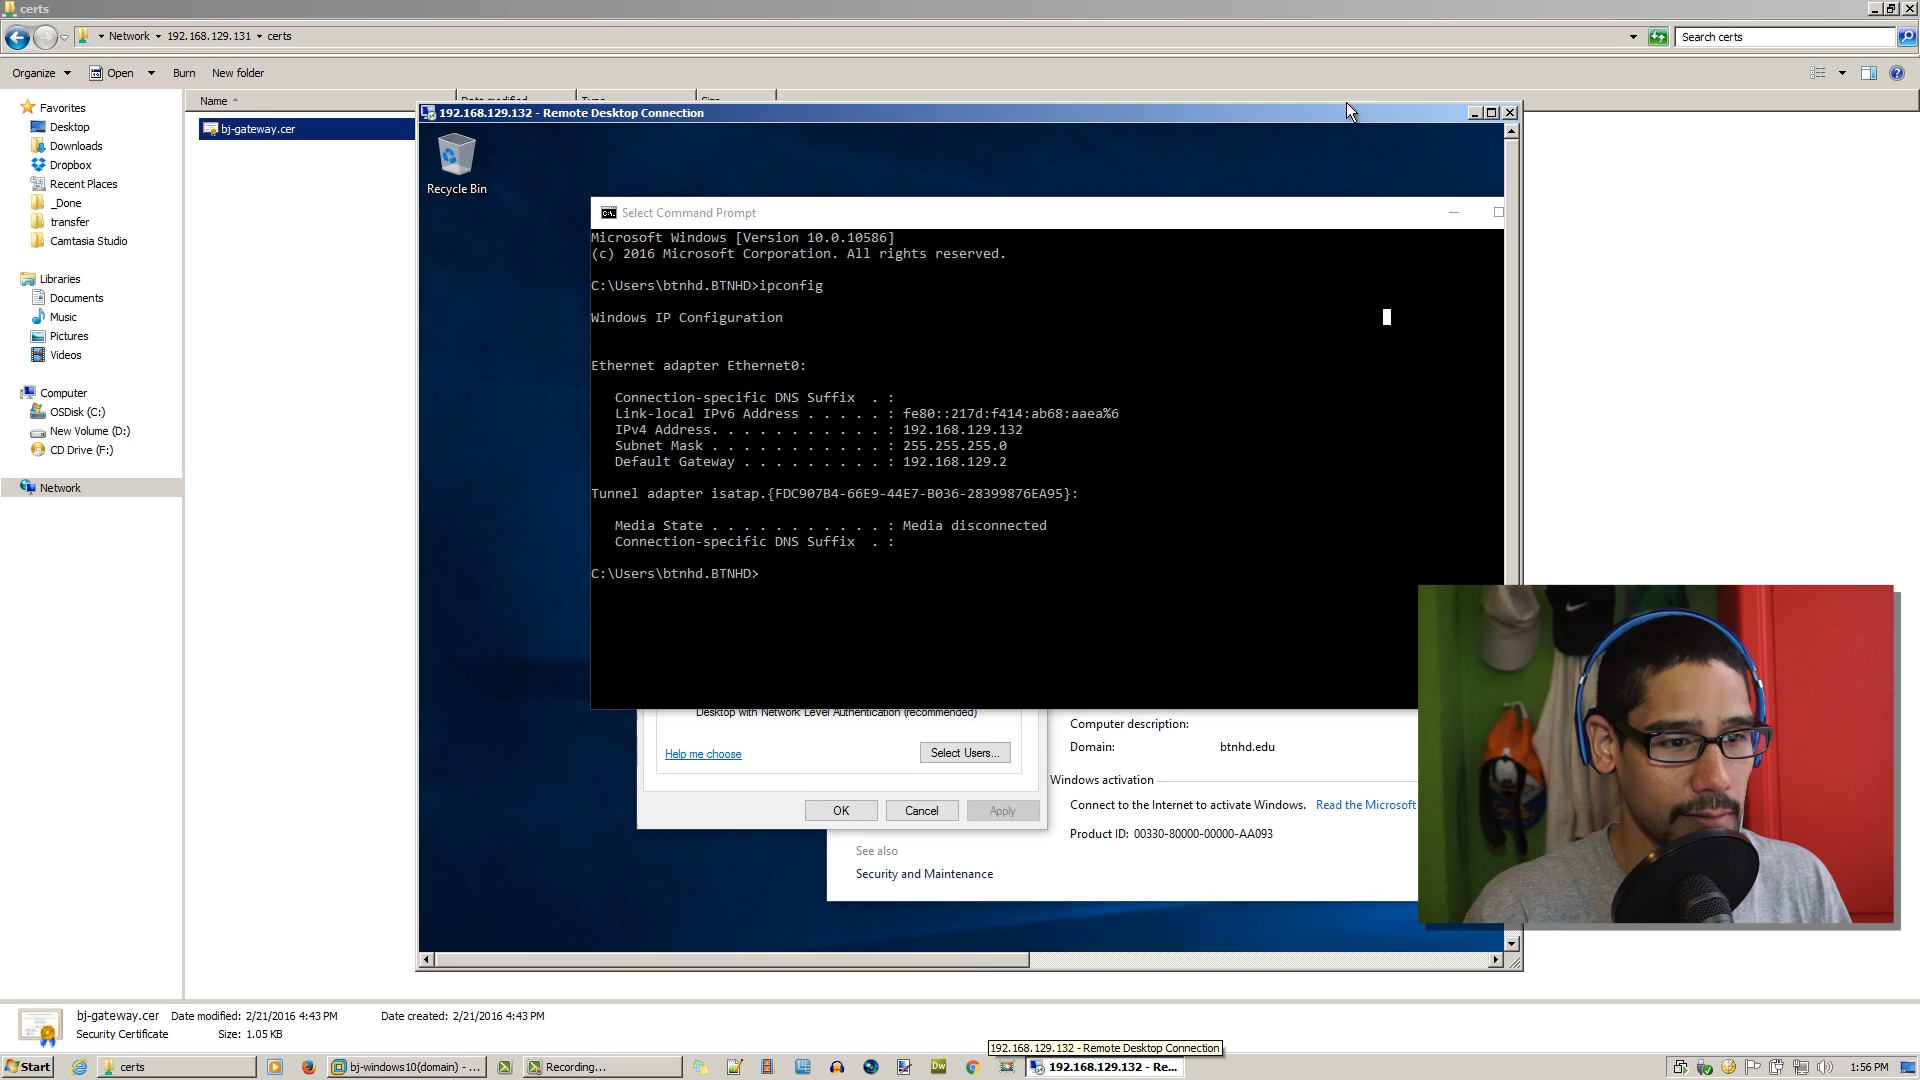 certs
Network 192.168.129.131 certs
Search certs
Organize Open Burn New folder
Name Date modified Type Size
Favorites
Desktop
Downloads
Dropbox
Recent Places
_Done
transfer
Camtasia Studio
Libraries
Documents
Music
Pictures
Videos
Computer
OSDisk (C:)
New Volume (D:)
CD Drive (F:)
Network
bj-gateway.cer
192.168.129.132 - Remote Desktop Connection
Recycle Bin
Select Command Prompt
Microsoft Windows [Version 10.0.10586]
(c) 2016 Microsoft Corporation. All rights reserved.
C:\Users\btnhd.BTNHD>ipconfig
Windows IP Configuration
Ethernet adapter Ethernet0:
Connection-specific DNS Suffix . :
Link-local IPv6 Address . . . . . : fe80::217d:f414:ab68:aaea%6
IPv4 Address. . . . . . . . . . . : 192.168.129.132
Subnet Mask . . . . . . . . . . . : 255.255.255.0
Default Gateway . . . . . . . . . : 192.168.129.2
Tunnel adapter isatap.{FDC907B4-66E9-44E7-B036-28399876EA95}:
Media State . . . . . . . . . . . : Media disconnected
Connection-specific DNS Suffix . :
C:\Users\btnhd.BTNHD>
Desktop with Network Level Authentication (recommended)
Help me choose
Select Users...
OK Cancel Apply
Computer description:
Domain: btnhd.edu
Windows activation
Connect to the Internet to activate Windows. Read the Microsoft
Product ID: 00330-80000-00000-AA093
See also
Security and Maintenance
bj-gateway.cer Date modified: 2/21/2016 4:43 PM Date created: 2/21/2016 4:43 PM
Security Certificate Size: 1.05 KB
192.168.129.132 - Remote Desktop Connection
Start certs bj-windows10(domain) - ... Recording... Dw 192.168.129.132 - Re... 1:56 PM